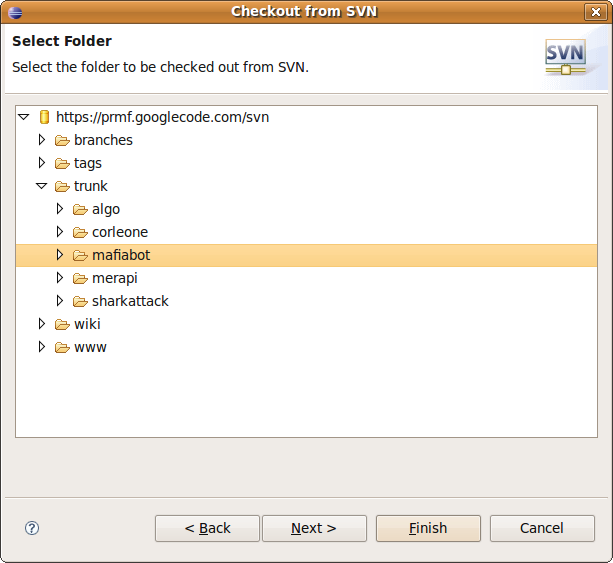 Checkout from SVN
Select Folder
Select the folder to be checked out from SVN.
SVN
https://prmf.googlecode.com/svn
branches
tags
trunk
algo
corleone
mafiabot
merapi
sharkattack
wiki
www
? < Back Next > Finish Cancel